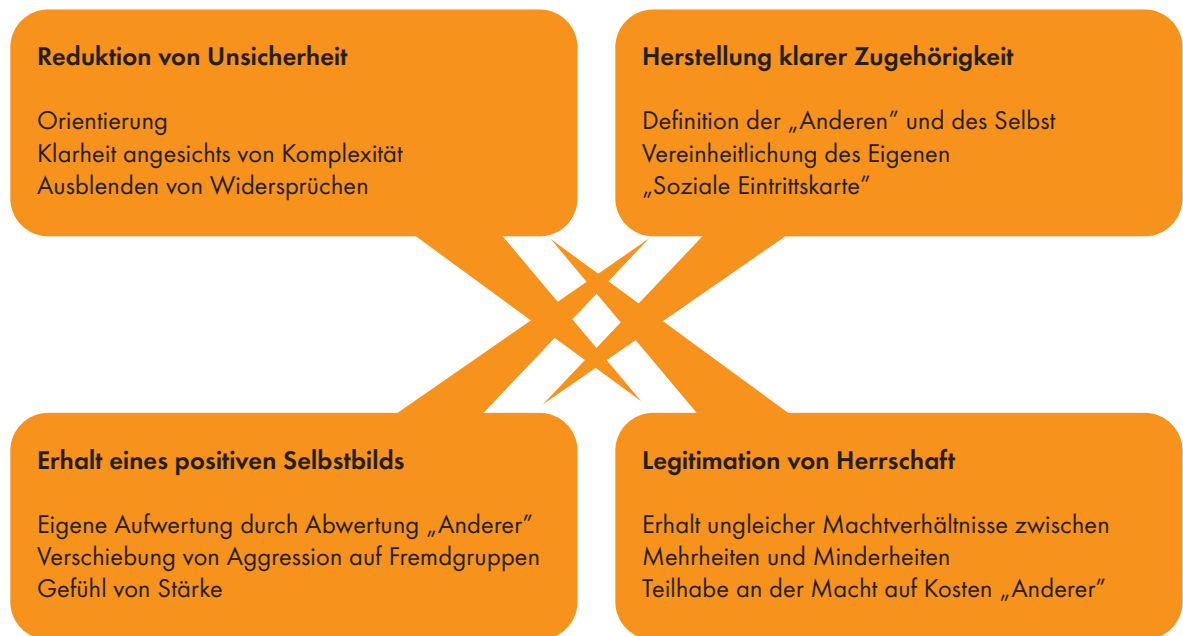 Reduktion von Unsicherheit
Orientierung
Klarheit angesichts von Komplexität
Ausblenden von Widersprüchen
Herstellung klarer Zugehörigkeit
Definition der „Anderen” und des Selbst
Vereinheitlichung des Eigenen
„Soziale Eintrittskarte”
Erhalt eines positiven Selbstbilds
Eigene Aufwertung durch Abwertung „Anderer”
Verschiebung von Aggression auf Fremdgruppen
Gefühl von Stärke
Legitimation von Herrschaft
Erhalt ungleicher Machtverhältnisse zwischen
Mehrheiten und Minderheiten
Teilhabe an der Macht auf Kosten „Anderer”